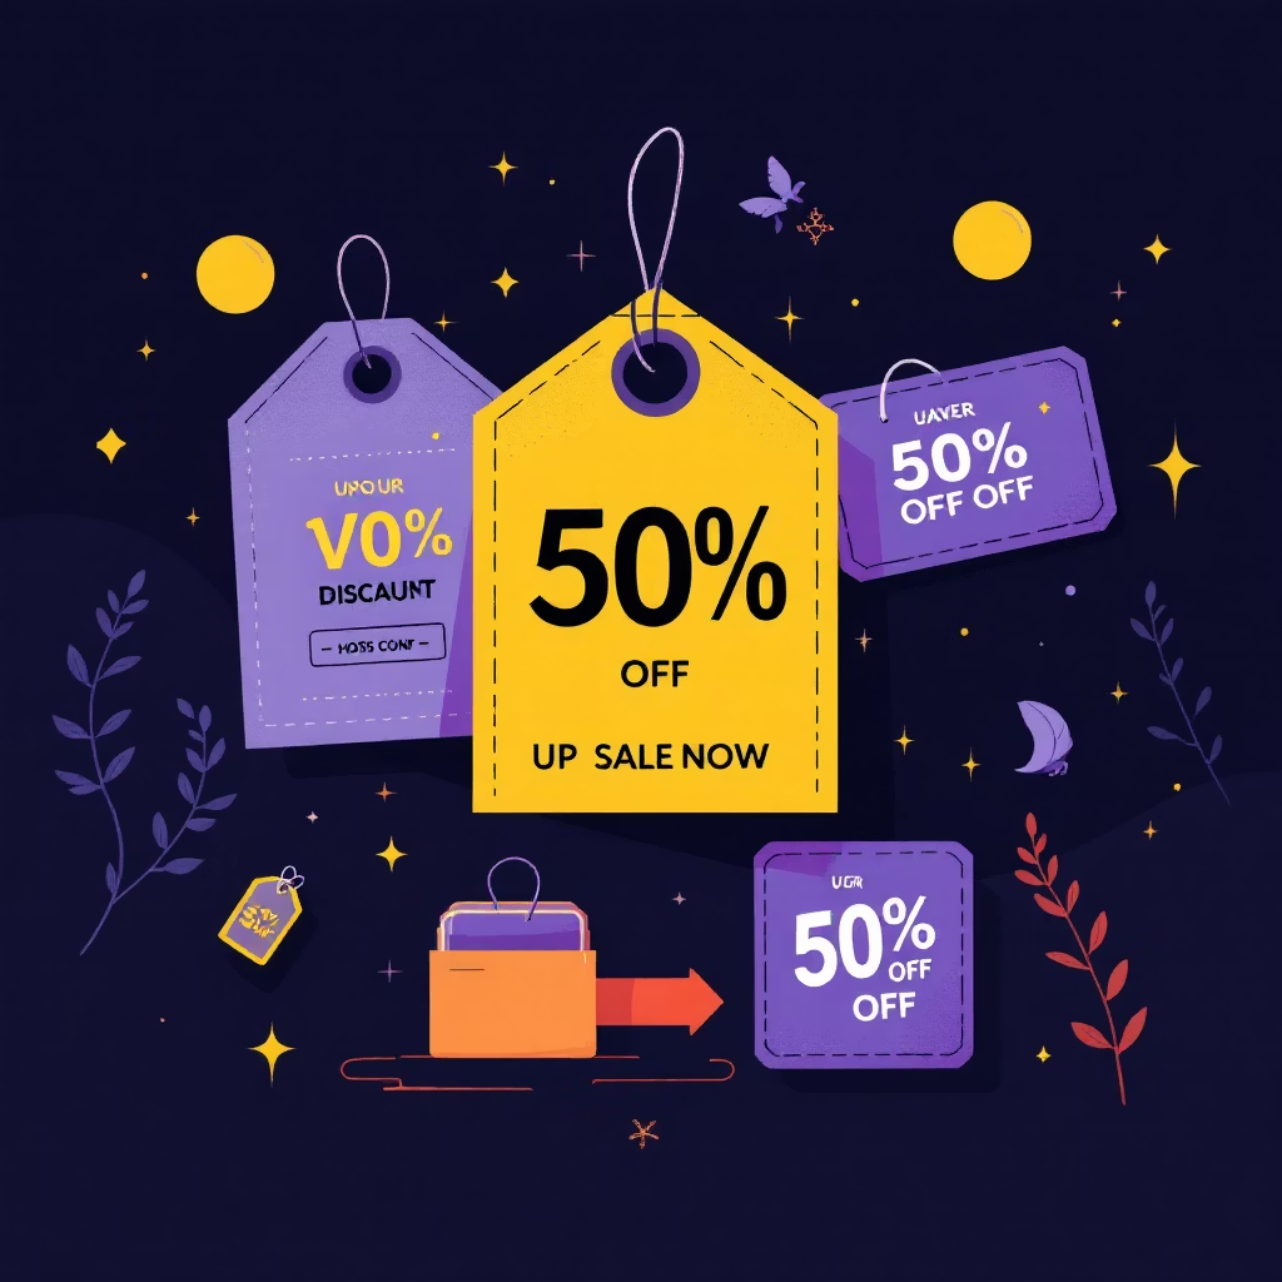 UPOUR
V0%
DISCAUNT
– HOSS CONF –
50%
OFF
UP SALE NOW
UAVER
50%
OFF OFF
UGR
50%
OFF
OFF